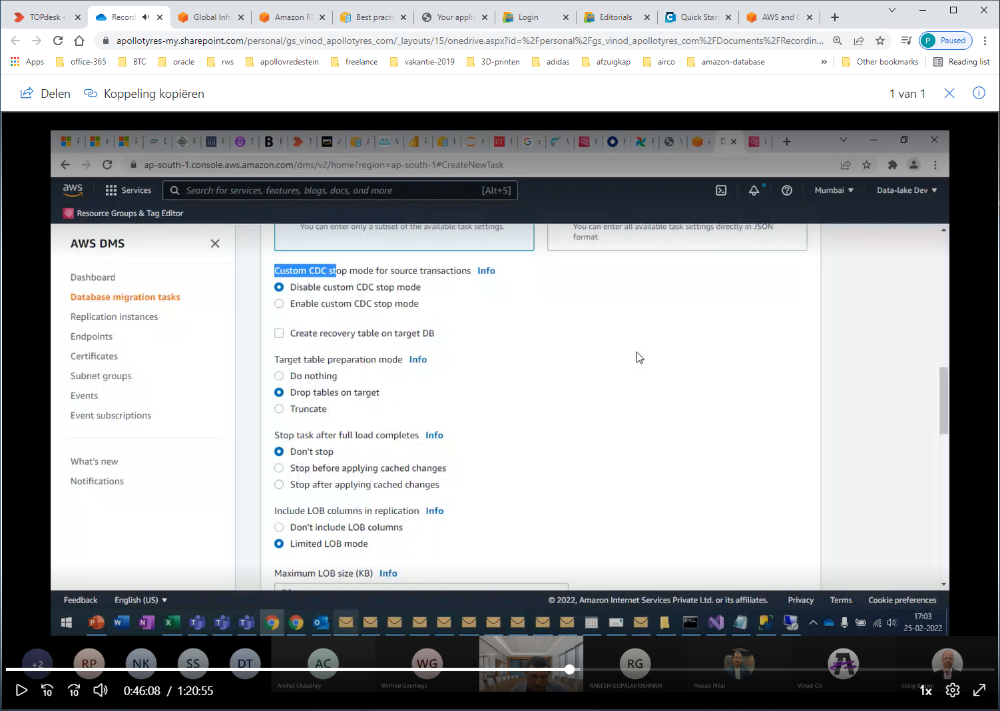 TOPdesk -
Record
Global Infra
Amazon RD
Best practi
Your applic
Login
Editorials
Quick Start
AWS and C
apollotyres-my.sharepoint.com/personal/gs_vinod_apollotyres_com/_layouts/15/onedrive.aspx?id=%2Fpersonal%2Fgs_vinod_apollotyres_com%2FDocuments%2FRecordin...
P Paused
Apps
office-365
BTC
oracle
rws
apollovredestein
freelance
vakantie-2019
3D-printen
adidas
afzuigkap
airco
amazon-database
»
Other bookmarks
Reading list
Delen
Koppeling kopiëren
1 van 1
ap-south-1.console.aws.amazon.com/dms/v2/home?region=ap-south-1#CreateNewTask
aws
Services
Search for services, features, blogs, docs, and more
[Alt+S]
Mumbai
Data-lake Dev
Resource Groups & Tag Editor
AWS DMS
Dashboard
Database migration tasks
Replication instances
Endpoints
Certificates
Subnet groups
Events
Event subscriptions
What's new
Notifications
You can enter only a subset of the available task settings.
You can enter all available task settings directly in JSON
format.
Custom CDC stop mode for source transactions Info
Disable custom CDC stop mode
Enable custom CDC stop mode
Create recovery table on target DB
Target table preparation mode Info
Do nothing
Drop tables on target
Truncate
Stop task after full load completes Info
Don't stop
Stop before applying cached changes
Stop after applying cached changes
Include LOB columns in replication Info
Don't include LOB columns
Limited LOB mode
Maximum LOB size (KB) Info
Feedback
English (US)
© 2022, Amazon Internet Services Private Ltd. or its affiliates.
Privacy
Terms
Cookie preferences
17:03
25-02-2022
+2
RP
NK
SS
DT
AC
WG
RG
Anshul Chaudhry
Wilfred Geerlings
RAKESH GOPALAKRISHNAN
Prasad Pillai
Vinod GS
Craig Brown
10
10
0:46:08 / 1:20:55
1x